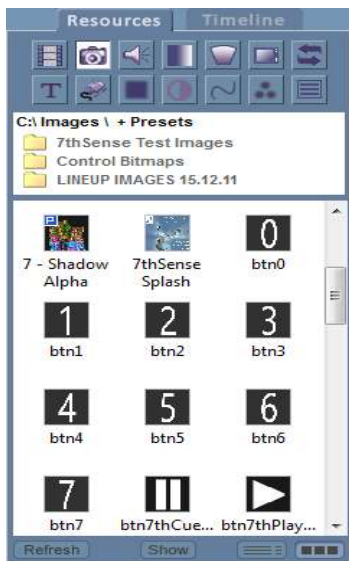 Resources Timeline
T
C:\ Images \ + Presets
7thSense Test Images
Control Bitmaps
LINEUP IMAGES 15.12.11
P 0
7 - Shadow Alpha 7thSense Splash btn0
1 2 3
btn1 btn2 btn3
4 5 6
btn4 btn5 btn6
7
btn7 btn7thCue... btn7thPlay...
Refresh Show